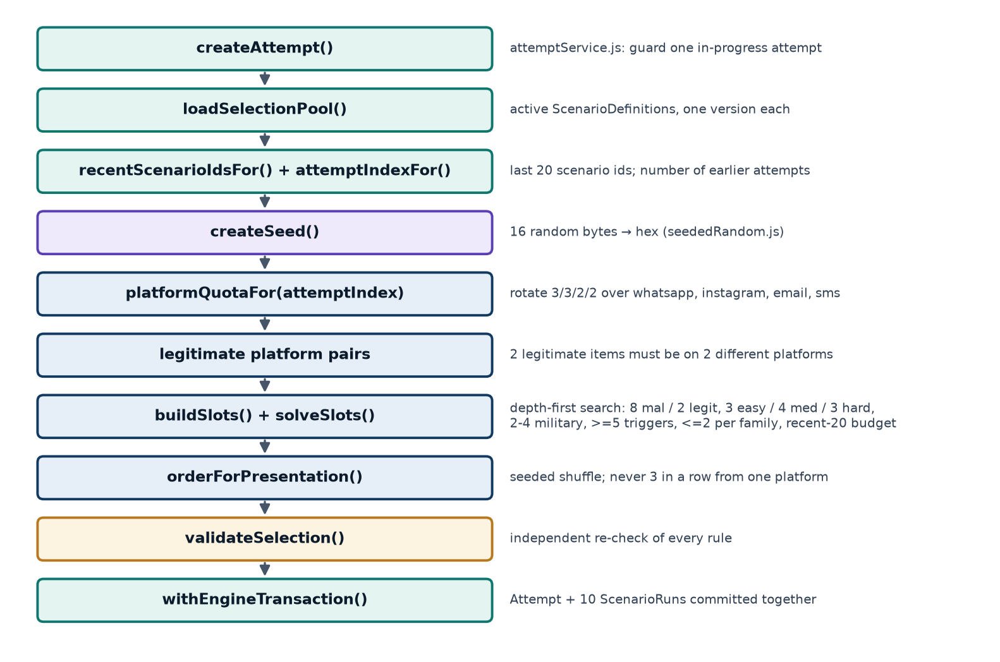 createAttempt()
attemptService.js: guard one in-progress attempt
loadSelectionPool()
active ScenarioDefinitions, one version each
recentScenarioIdsFor() + attemptIndexFor()
last 20 scenario ids; number of earlier attempts
createSeed()
16 random bytes → hex (seededRandom.js)
platformQuotaFor(attemptIndex)
rotate 3/3/2/2 over whatsapp, instagram, email, sms
legitimate platform pairs
2 legitimate items must be on 2 different platforms
buildSlots() + solveSlots()
depth-first search: 8 mal / 2 legit, 3 easy / 4 med / 3 hard,
2-4 military, >=5 triggers, <=2 per family, recent-20 budget
orderForPresentation()
seeded shuffle; never 3 in a row from one platform
validateSelection()
independent re-check of every rule
withEngineTransaction()
Attempt + 10 ScenarioRuns committed together